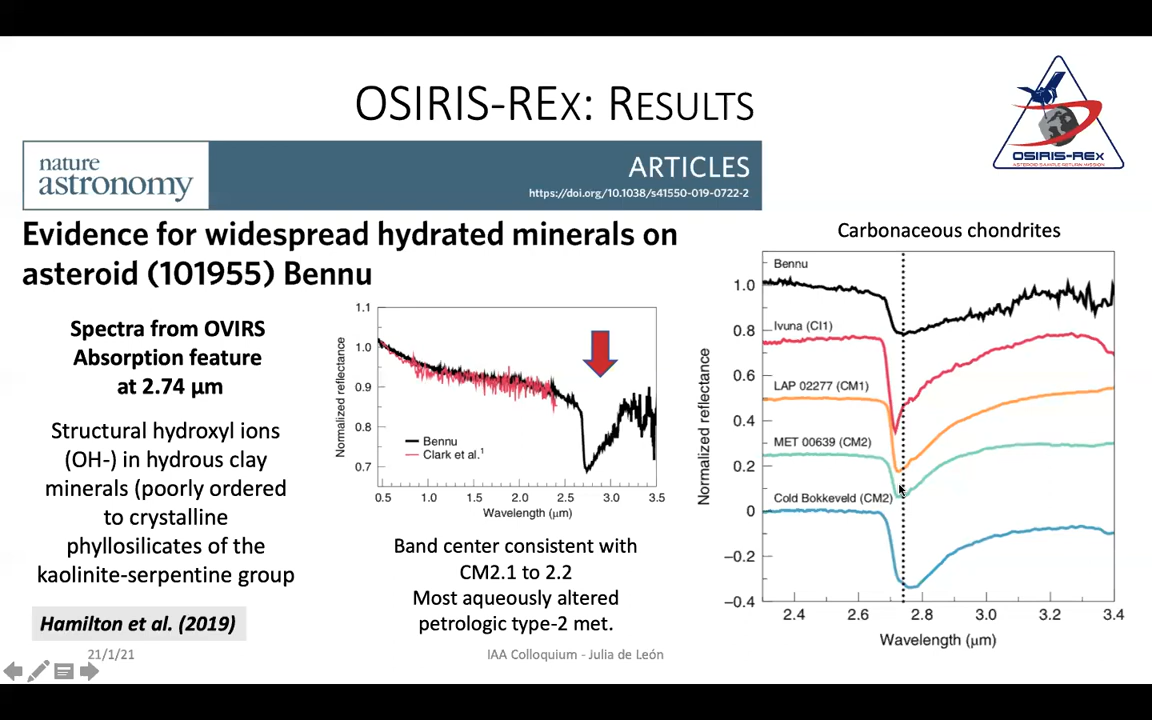 OSIRIS-REx: Results
OSIRIS-REx
ASTEROID SAMPLE RETURN MISSION
nature
astronomy
ARTICLES
https://doi.org/10.1038/s41550-019-0722-2
Evidence for widespread hydrated minerals on
asteroid (101955) Bennu
Spectra from OVIRS
Absorption feature
at 2.74 μm
Structural hydroxyl ions
(OH-) in hydrous clay
minerals (poorly ordered
to crystalline
phyllosilicates of the
kaolinite-serpentine group
Hamilton et al. (2019)
1.1
1.0
0.9
0.8
0.7
Normalized reflectance
Bennu
Clark et al.¹
0.5 1.0 1.5 2.0 2.5 3.0 3.5
Wavelength (μm)
Band center consistent with
CM2.1 to 2.2
Most aqueously altered
petrologic type-2 met.
Carbonaceous chondrites
Normalized reflectance
1.0
0.8
0.6
0.4
0.2
0
−0.2
−0.4
Bennu
Ivuna (CI1)
LAP 02277 (CM1)
MET 00639 (CM2)
Cold Bokkeveld (CM2)
2.4 2.6 2.8 3.0 3.2 3.4
Wavelength (μm)
21/1/21
IAA Colloquium - Julia de León